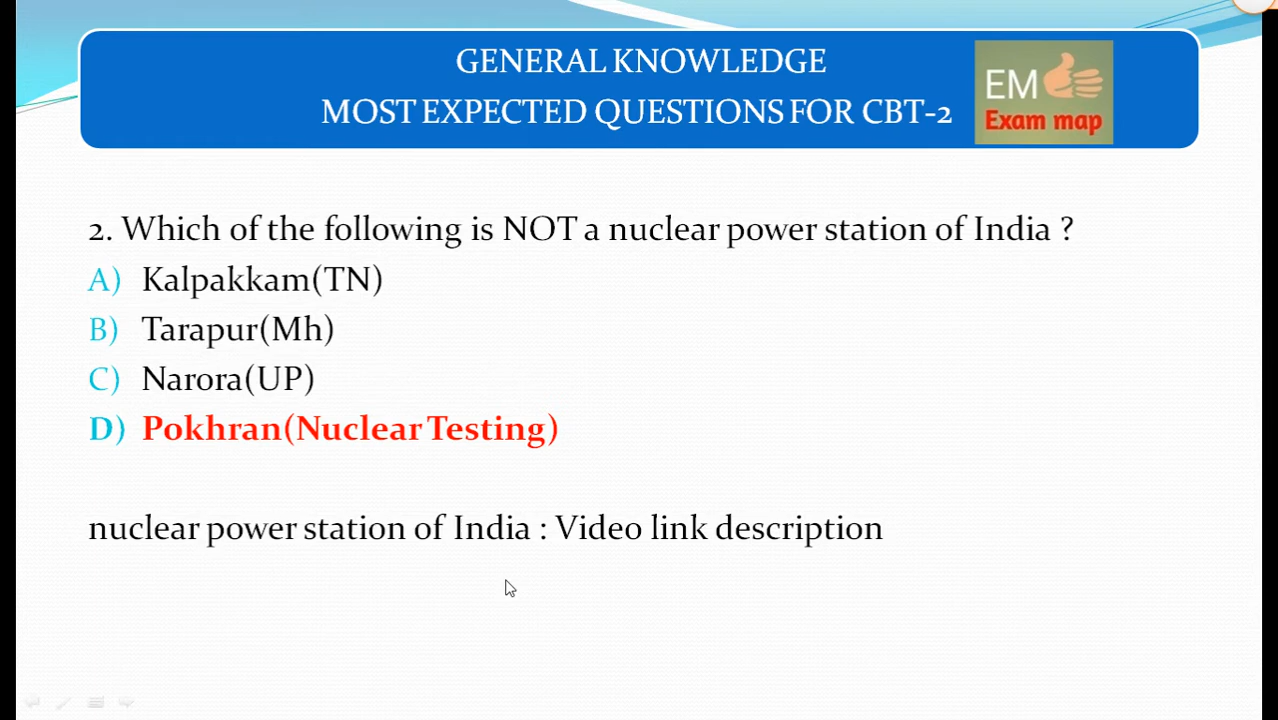 GENERAL KNOWLEDGE
MOST EXPECTED QUESTIONS FOR CBT-2
EM
Exam map
2. Which of the following is NOT a nuclear power station of India ?
A) Kalpakkam(TN)
B) Tarapur(Mh)
C) Narora(UP)
D) Pokhran(Nuclear Testing)
nuclear power station of India : Video link description